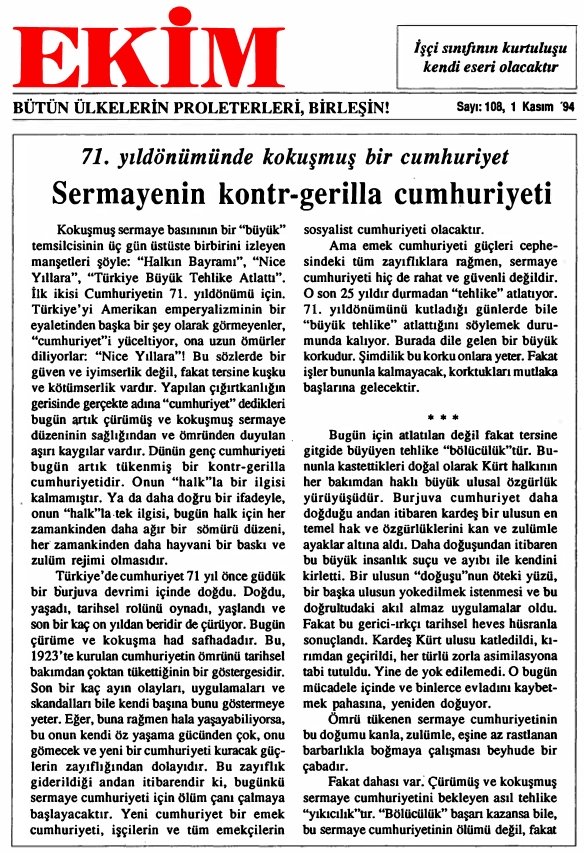 EKİM
İşçi sınıfının kurtuluşu
kendi eseri olacaktır
BÜTÜN ÜLKELERİN PROLETERLERİ, BİRLEŞİN!
Sayı: 108, 1 Kasım '94
71. yıldönümünde kokuşmuş bir cumhuriyet
Sermayenin kontr-gerilla cumhuriyeti
Kokuşmuş sermaye basınının bir “büyük”
temsilcisinin üç gün üstüste birbirini izleyen
manşetleri şöyle: “Halkın Bayramı”, “Nice
Yıllara”, “Türkiye Büyük Tehlike Atlattı”.
İlk ikisi Cumhuriyetin 71. yıldönümü için.
Türkiye'yi Amerikan emperyalizminin bir
eyaletinden başka bir şey olarak görmeyenler,
“cumhuriyet”i yüceltiyor, ona uzun ömürler
diliyorlar: “Nice Yıllara”! Bu sözlerde bir
güven ve iyimserlik değil, fakat tersine kuşku
ve kötümserlik vardır. Yapılan çığırtkanlığın
gerisinde gerçekte adına “cumhuriyet” dedikleri
bugün artık çürümüş ve kokuşmuş sermaye
düzeninin sağlığından ve ömründen duyulan
aşırı kaygılar vardır. Dünün genç cumhuriyeti
bugün artık tükenmiş bir kontr-gerilla
cumhuriyetidir. Onun “halk”la bir ilgisi
kalmamıştır. Ya da daha doğru bir ifadeyle,
onun “halk”la tek ilgisi, bugün halk için her
zamankinden daha ağır bir sömürü düzeni,
her zamankinden daha hayvani bir baskı ve
zulüm rejimi olmasıdır.
Türkiye'de cumhuriyet 71 yıl önce güdük
bir burjuva devrimi içinde doğdu. Doğdu,
yaşadı, tarihsel rolünü oynadı, yaşlandı ve
son bir kaç on yıldan beridir de çürüyor. Bugün
çürüme ve kokuşma had safhadadır. Bu,
1923'te kurulan cumhuriyetin ömrünü tarihsel
bakımdan çoktan tükettiğinin bir göstergesidir.
Son bir kaç ayın olayları, uygulamaları ve
skandalları bile kendi başına bunu göstermeye
yeter. Eğer, buna rağmen hala yaşayabiliyorsa,
bu onun kendi öz yaşama gücünden çok, onu
gömecek ve yeni bir cumhuriyeti kuracak güç-
lerin zayıflığından dolayıdır. Bu zayıflık
giderildiği andan itibarendir ki, bugünkü
sermaye cumhuriyeti için ölüm çanı çalmaya
başlayacaktır. Yeni cumhuriyet bir emek
cumhuriyeti, işçilerin ve tüm emekçilerin
sosyalist cumhuriyeti olacaktır.
Ama emek cumhuriyeti güçleri cephe-
sindeki tüm zayıflıklara rağmen, sermaye
cumhuriyeti hiç de rahat ve güvenli değildir.
O son 25 yıldır durmadan “tehlike” atlatıyor.
71. yıldönümünü kutladığı günlerde bile
“büyük tehlike” atlattığını söylemek duru-
munda kalıyor. Burada dile gelen bir büyük
korkudur. Şimdilik bu korku onlara yeter. Fakat
işler bununla kalmayacak, korktukları mutlaka
başlarına gelecektir.
* * *
Bugün için atlatılan değil fakat tersine
gitgide büyüyen tehlike “bölücülük”tür. Bu-
nunla kastettikleri doğal olarak Kürt halkının
her bakımdan haklı büyük ulusal özgürlük
yürüyüşüdür. Burjuva cumhuriyet daha
doğduğu andan itibaren kardeş bir ulusun en
temel hak ve özgürlüklerini kan ve zulümle
ayaklar altına aldı. Daha doğuşundan itibaren
bu büyük insanlık suçu ve ayıbı ile kendini
kirletti. Bir ulusun “doğuşu”nun öteki yüzü,
bir başka ulusun yokedilmek istenmesi ve bu
doğrultudaki akıl almaz uygulamalar oldu.
Fakat bu gerici-ırkçı tarihsel heves hüsranla
sonuçlandı. Kardeş Kürt ulusu katledildi, kı-
rımdan geçirildi, her türlü zorla asimilasyona
tabi tutuldu. Yine de yok edilemedi. O bugün
mücadele içinde ve binlerce evladını kaybet-
mek pahasına, yeniden doğuyor.
Ömrü tükenen sermaye cumhuriyetinin
bu doğumu kanla, zulümle, eşine az rastlanan
barbarlıkla boğmaya çalışması beyhude bir
çabadır.
Fakat dahası var. Çürümüş ve kokuşmuş
sermaye cumhuriyetini bekleyen asıl tehlike
“yıkıcılık”tır. “Bölücülük” başarı kazansa bile,
bu sermaye cumhuriyetinin ölümü değil, fakat